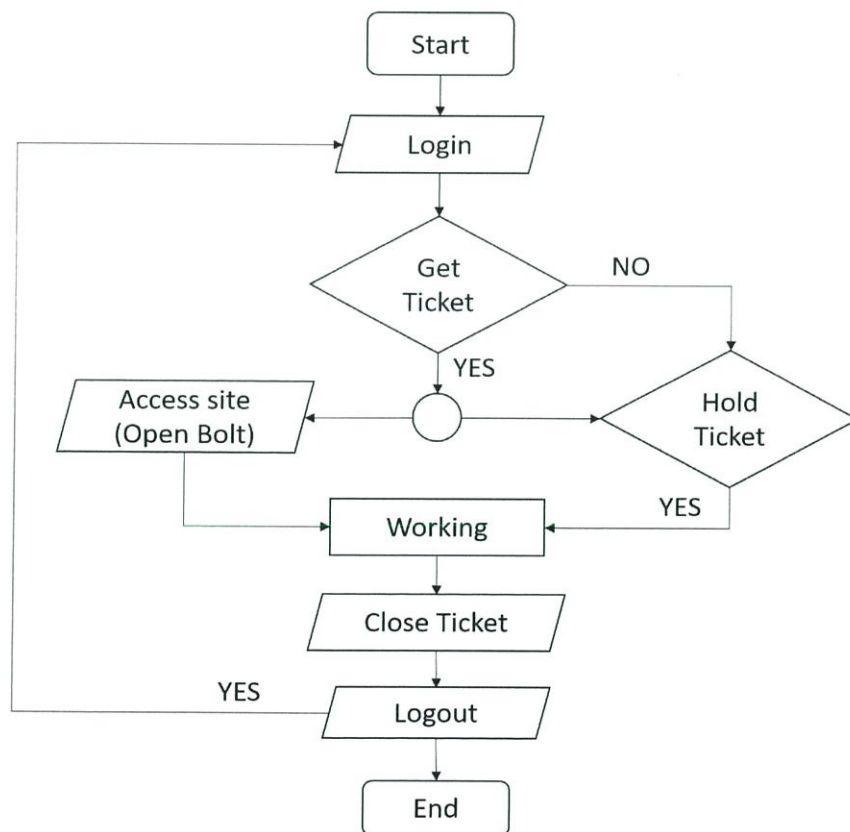 Start
Login
Get
Ticket
NO
YES
Access site
(Open Bolt)
Hold
Ticket
YES
Working
Close Ticket
YES
Logout
End